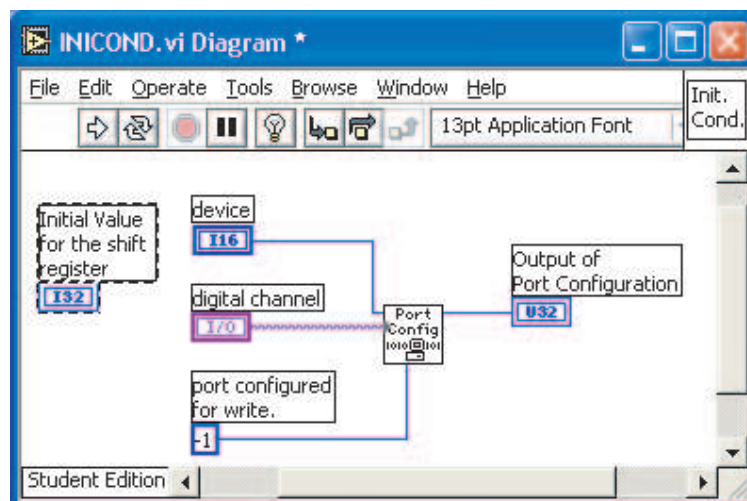 INICOND.vi Diagram *
File Edit Operate Tools Browse Window Help
13pt Application Font
Init.
Cond.
Initial Value
for the shift
register
I32
device
I16
digital channel
I/O
port configured
for write.
-1
Port
Config
Output of
Port Configuration
U32
Student Edition